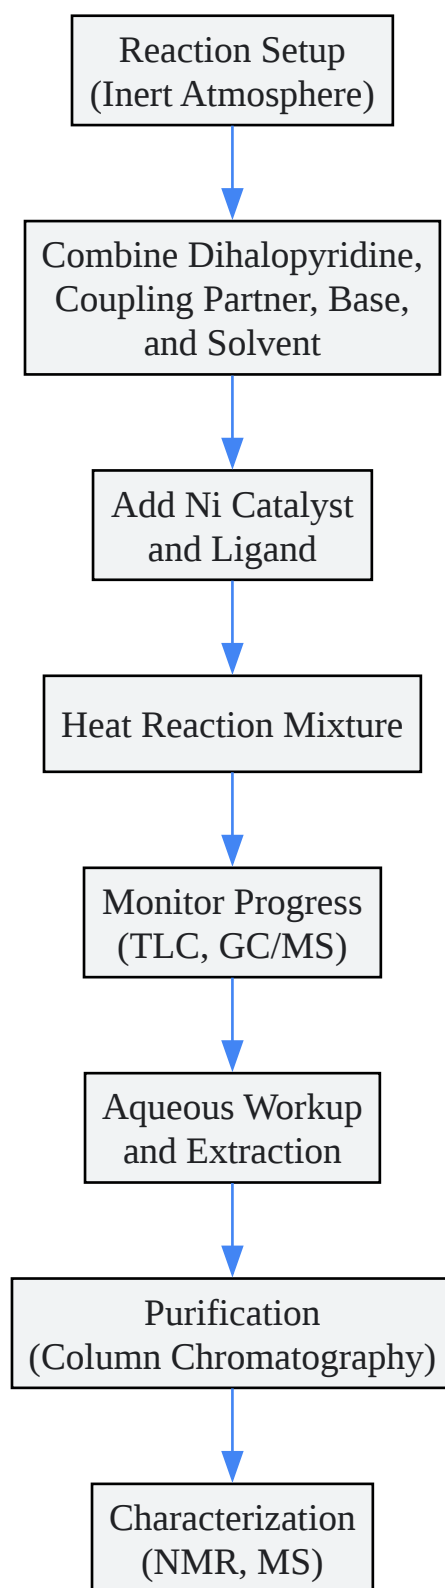 Reaction Setup
(Inert Atmosphere)
Combine Dihalopyridine,
Coupling Partner, Base,
and Solvent
Add Ni Catalyst
and Ligand
Heat Reaction Mixture
Monitor Progress
(TLC, GC/MS)
Aqueous Workup
and Extraction
Purification
(Column Chromatography)
Characterization
(NMR, MS)